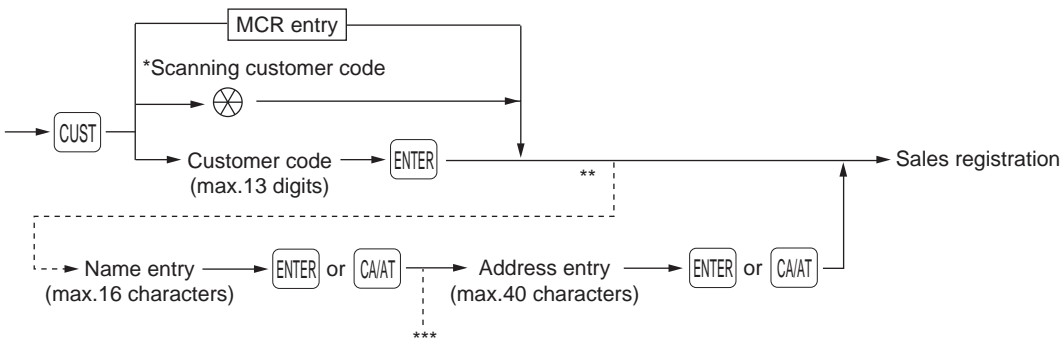 MCR entry
*Scanning customer code
CUST
Customer code
(max.13 digits)
ENTER
**
Sales registration
Name entry
(max.16 characters)
ENTER or CA/AT
***
Address entry
(max.40 characters)
ENTER or CA/AT